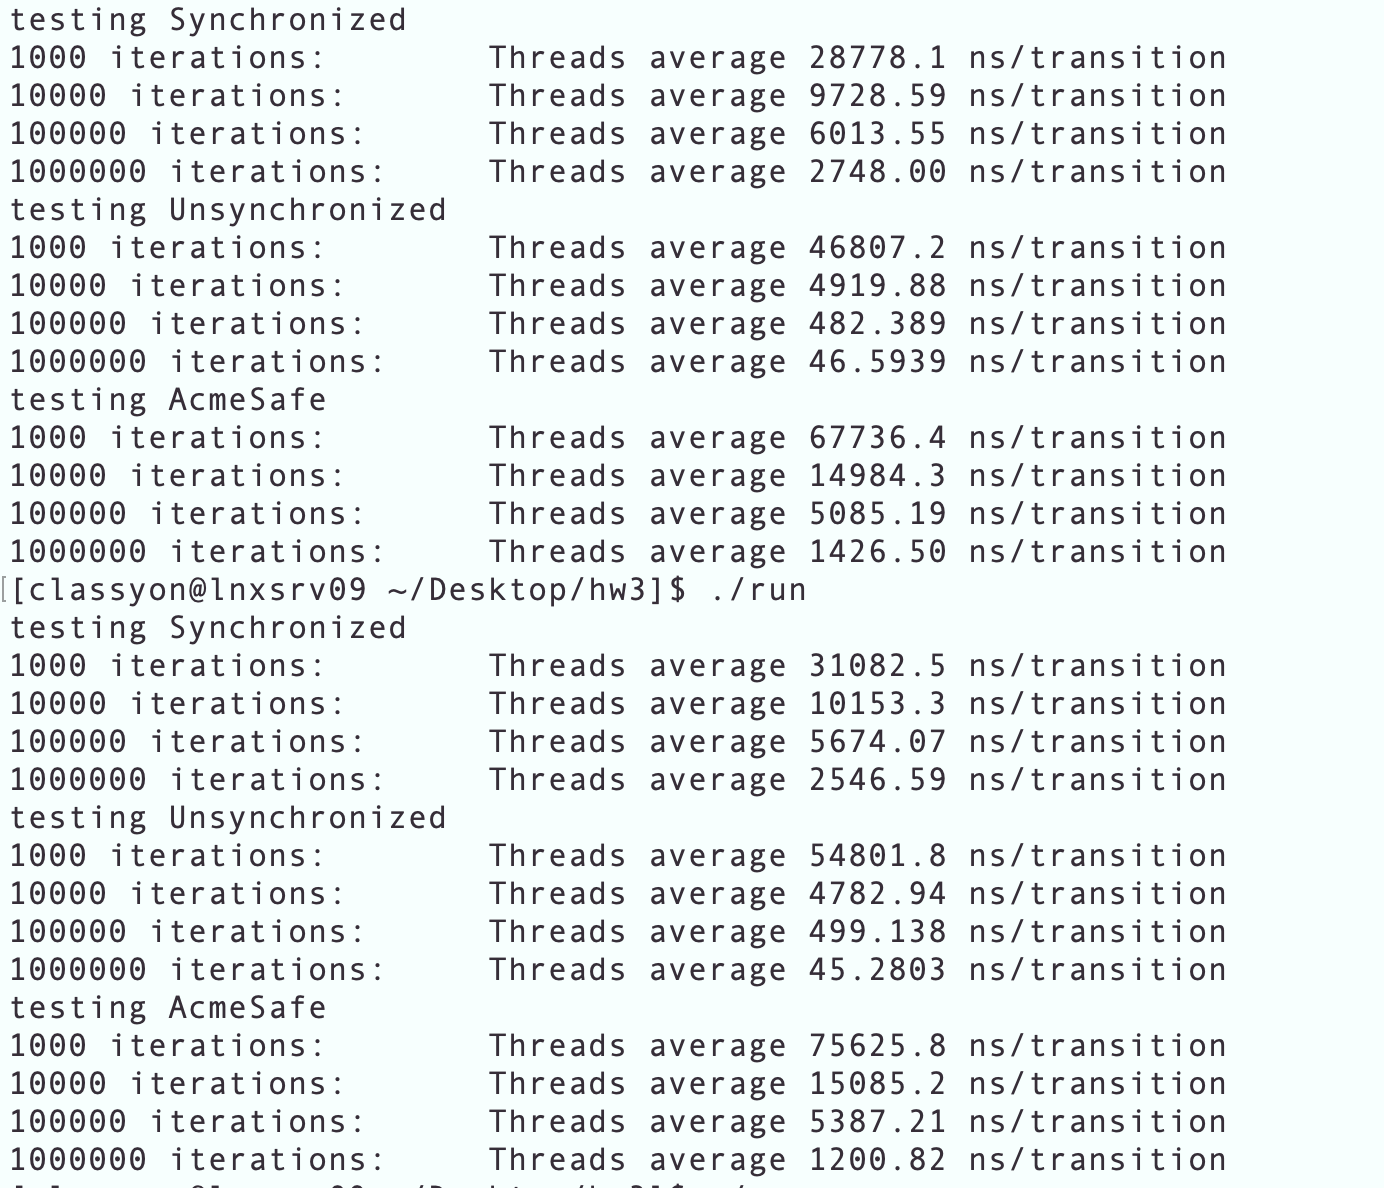 testing Synchronized
1000 iterations: Threads average 28778.1 ns/transition
10000 iterations: Threads average 9728.59 ns/transition
100000 iterations: Threads average 6013.55 ns/transition
1000000 iterations: Threads average 2748.00 ns/transition
testing Unsynchronized
1000 iterations: Threads average 46807.2 ns/transition
10000 iterations: Threads average 4919.88 ns/transition
100000 iterations: Threads average 482.389 ns/transition
1000000 iterations: Threads average 46.5939 ns/transition
testing AcmeSafe
1000 iterations: Threads average 67736.4 ns/transition
10000 iterations: Threads average 14984.3 ns/transition
100000 iterations: Threads average 5085.19 ns/transition
1000000 iterations: Threads average 1426.50 ns/transition
[[classyon@lnxsrv09 ~/Desktop/hw3]$ ./run
testing Synchronized
1000 iterations: Threads average 31082.5 ns/transition
10000 iterations: Threads average 10153.3 ns/transition
100000 iterations: Threads average 5674.07 ns/transition
1000000 iterations: Threads average 2546.59 ns/transition
testing Unsynchronized
1000 iterations: Threads average 54801.8 ns/transition
10000 iterations: Threads average 4782.94 ns/transition
100000 iterations: Threads average 499.138 ns/transition
1000000 iterations: Threads average 45.2803 ns/transition
testing AcmeSafe
1000 iterations: Threads average 75625.8 ns/transition
10000 iterations: Threads average 15085.2 ns/transition
100000 iterations: Threads average 5387.21 ns/transition
1000000 iterations: Threads average 1200.82 ns/transition